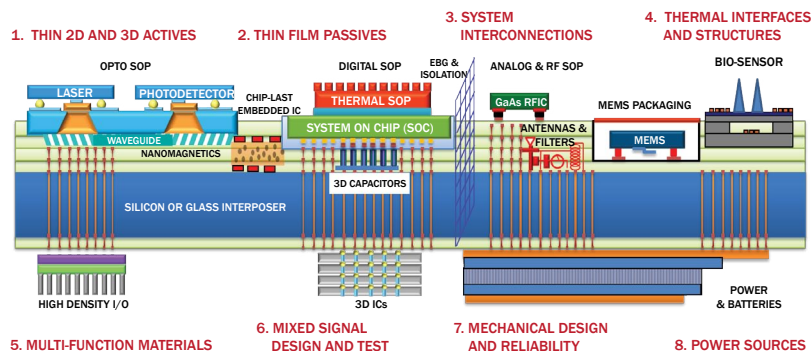 1. THIN 2D AND 3D ACTIVES
2. THIN FILM PASSIVES
3. SYSTEM
INTERCONNECTIONS
4. THERMAL INTERFACES
AND STRUCTURES
OPTO SOP
DIGITAL SOP
EBG &
ISOLATION
ANALOG & RF SOP
BIO-SENSOR
LASER
PHOTODETECTOR
CHIP-LAST
EMBEDDED IC
THERMAL SOP
GaAs RFIC
MEMS PACKAGING
SYSTEM ON CHIP (SOC)
ANTENNAS &
FILTERS
MEMS
WAVEGUIDE
NANOMAGNETICS
3D CAPACITORS
SILICON OR GLASS INTERPOSER
HIGH DENSITY I/O
3D ICs
POWER
& BATTERIES
5. MULTI-FUNCTION MATERIALS
6. MIXED SIGNAL
DESIGN AND TEST
7. MECHANICAL DESIGN
AND RELIABILITY
8. POWER SOURCES